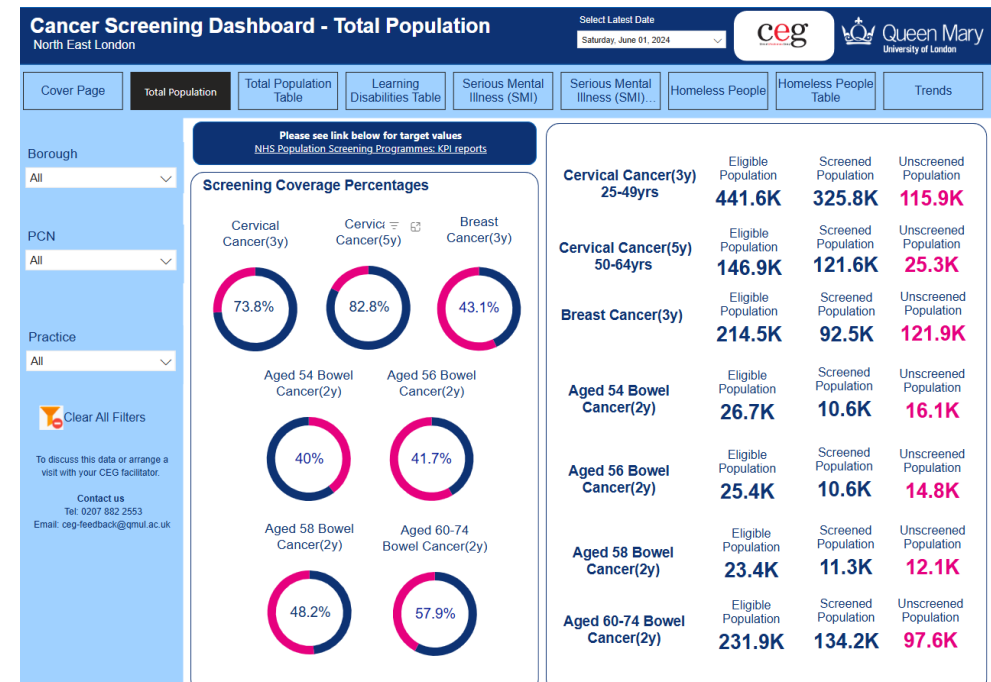 Cancer Screening Dashboard - Total Population
North East London
Select Latest Date
Saturday, June 01, 2024
ceg
Queen Mary
University of London
Cover Page
Total Population
Total Population
Table
Learning
Disabilities Table
Serious Mental
Illness (SMI)
Serious Mental
Illness (SMI)...
Homeless People
Homeless People
Table
Trends
Borough
All
PCN
All
Practice
All
Clear All Filters
To discuss this data or arrange a
visit with your CEG facilitator.
Contact us
Tel: 0207 882 2553
Email: ceg-feedback@qmul.ac.uk
Please see link below for target values
NHS Population Screening Programmes: KPI reports
Screening Coverage Percentages
Cervical
Cancer(3y)
73.8%
Cervic
Cancer(5y)
82.8%
Breast
Cancer(3y)
43.1%
Aged 54 Bowel
Cancer(2y)
40%
Aged 56 Bowel
Cancer(2y)
41.7%
Aged 58 Bowel
Cancer(2y)
48.2%
Aged 60-74
Bowel Cancer(2y)
57.9%
Cervical Cancer(3y)
25-49yrs
Eligible
Population
441.6K
Screened
Population
325.8K
Unscreened
Population
115.9K
Cervical Cancer(5y)
50-64yrs
Eligible
Population
146.9K
Screened
Population
121.6K
Unscreened
Population
25.3K
Breast Cancer(3y)
Eligible
Population
214.5K
Screened
Population
92.5K
Unscreened
Population
121.9K
Aged 54 Bowel
Cancer(2y)
Eligible
Population
26.7K
Screened
Population
10.6K
Unscreened
Population
16.1K
Aged 56 Bowel
Cancer(2y)
Eligible
Population
25.4K
Screened
Population
10.6K
Unscreened
Population
14.8K
Aged 58 Bowel
Cancer(2y)
Eligible
Population
23.4K
Screened
Population
11.3K
Unscreened
Population
12.1K
Aged 60-74 Bowel
Cancer(2y)
Eligible
Population
231.9K
Screened
Population
134.2K
Unscreened
Population
97.6K